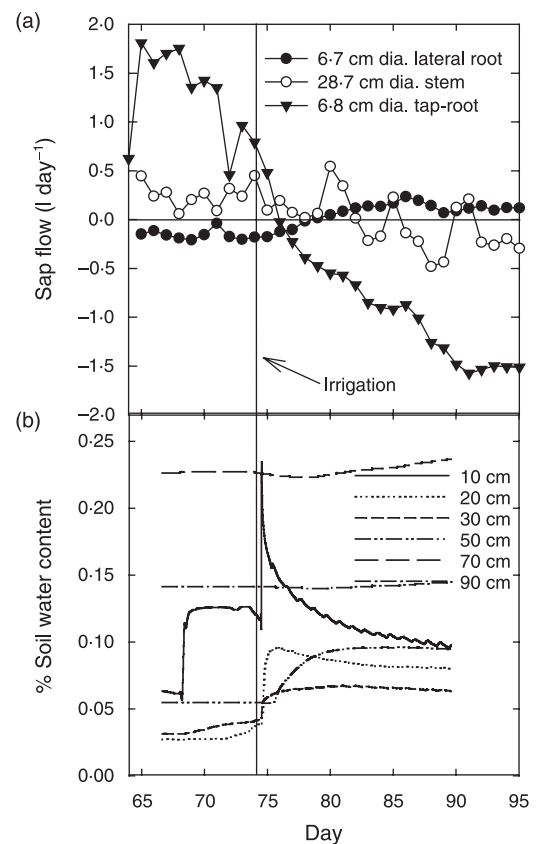 (a)
2·0
1·5
1·0
0·5
0·0
−0·5
−1·0
−1·5
−2·0
Sap flow (l day⁻¹)
6·7 cm dia. lateral root
28·7 cm dia. stem
6·8 cm dia. tap-root
Irrigation
(b)
0·25
0·20
0·15
0·10
0·05
0·00
% Soil water content
10 cm
20 cm
30 cm
50 cm
70 cm
90 cm
65 70 75 80 85 90 95
Day